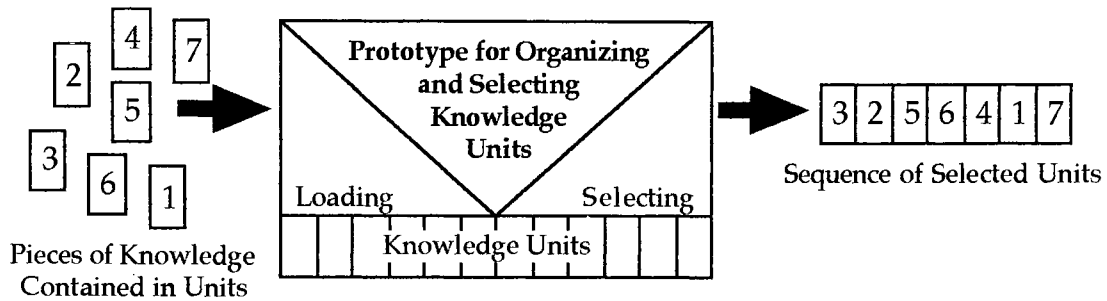 4
7
2
5
3
6
1
Pieces of Knowledge
Contained in Units
Prototype for Organizing
and Selecting
Knowledge
Units
Loading
Selecting
Knowledge Units
3 2 5 6 4 1 7
Sequence of Selected Units